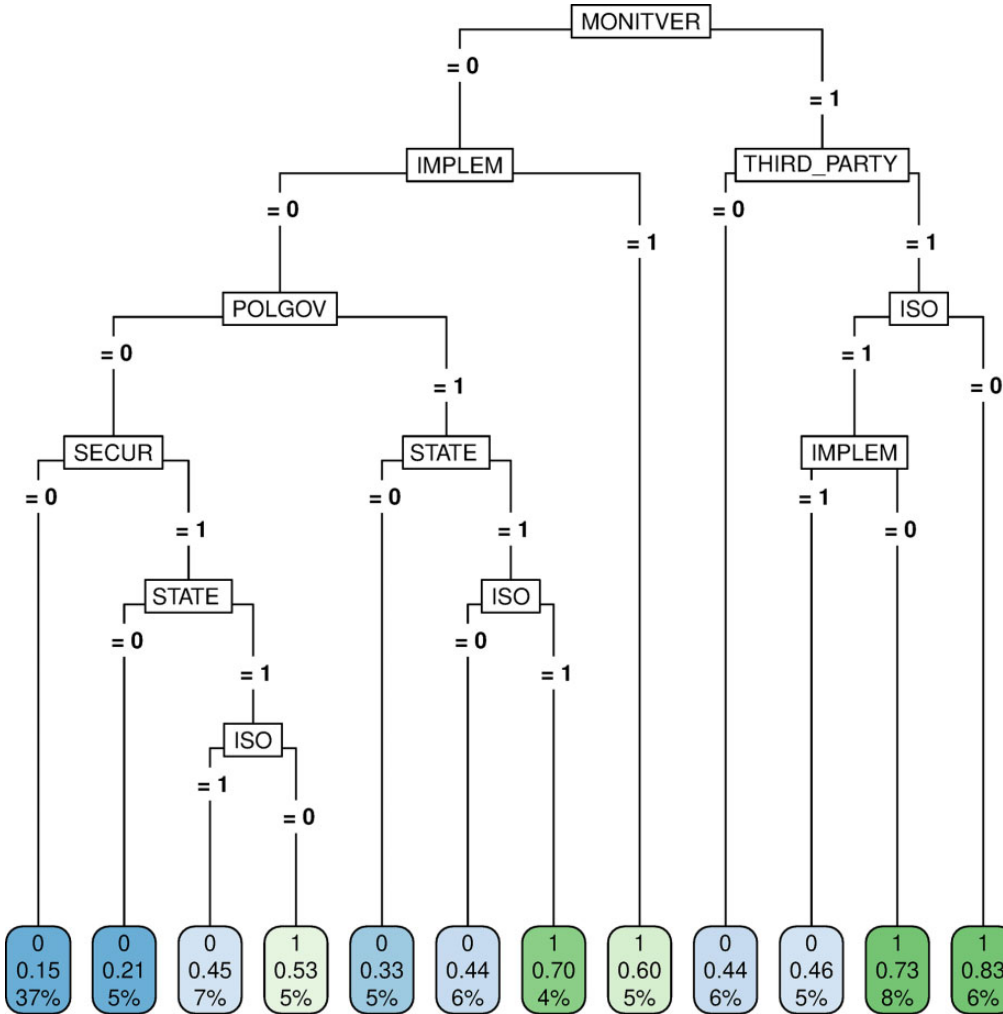 MONITVER
= 0
= 1
IMPLEM
THIRD_PARTY
= 0
= 1
= 0
= 1
POLGOV
ISO
= 0
= 1
= 1
= 0
SECUR
STATE
IMPLEM
= 0
= 1
= 0
= 1
= 1
= 0
STATE
ISO
= 0
= 1
= 0
= 1
ISO
= 1
= 0
0 0 0 1 0 0 1 1 0 0 1 1
0.15 0.21 0.45 0.53 0.33 0.44 0.70 0.60 0.44 0.46 0.73 0.83
37% 5% 7% 5% 5% 6% 4% 5% 6% 5% 8% 6%